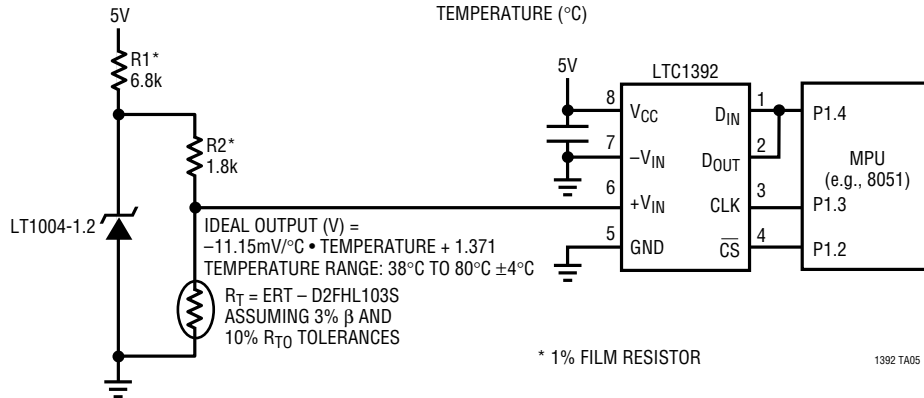 TEMPERATURE (°C)
5V
R1*
6.8k
R2*
1.8k
LT1004-1.2
IDEAL OUTPUT (V) =
–11.15mV/°C • TEMPERATURE + 1.371
TEMPERATURE RANGE: 38°C TO 80°C ±4°C
RT = ERT – D2FHL103S
ASSUMING 3% β AND
10% RT0 TOLERANCES
5V
LTC1392
8
VCC
7
–VIN
6
+VIN
5
GND
DIN
1
DOUT
2
CLK
3
CS
4
P1.4
MPU
(e.g., 8051)
P1.3
P1.2
* 1% FILM RESISTOR
1392 TA05